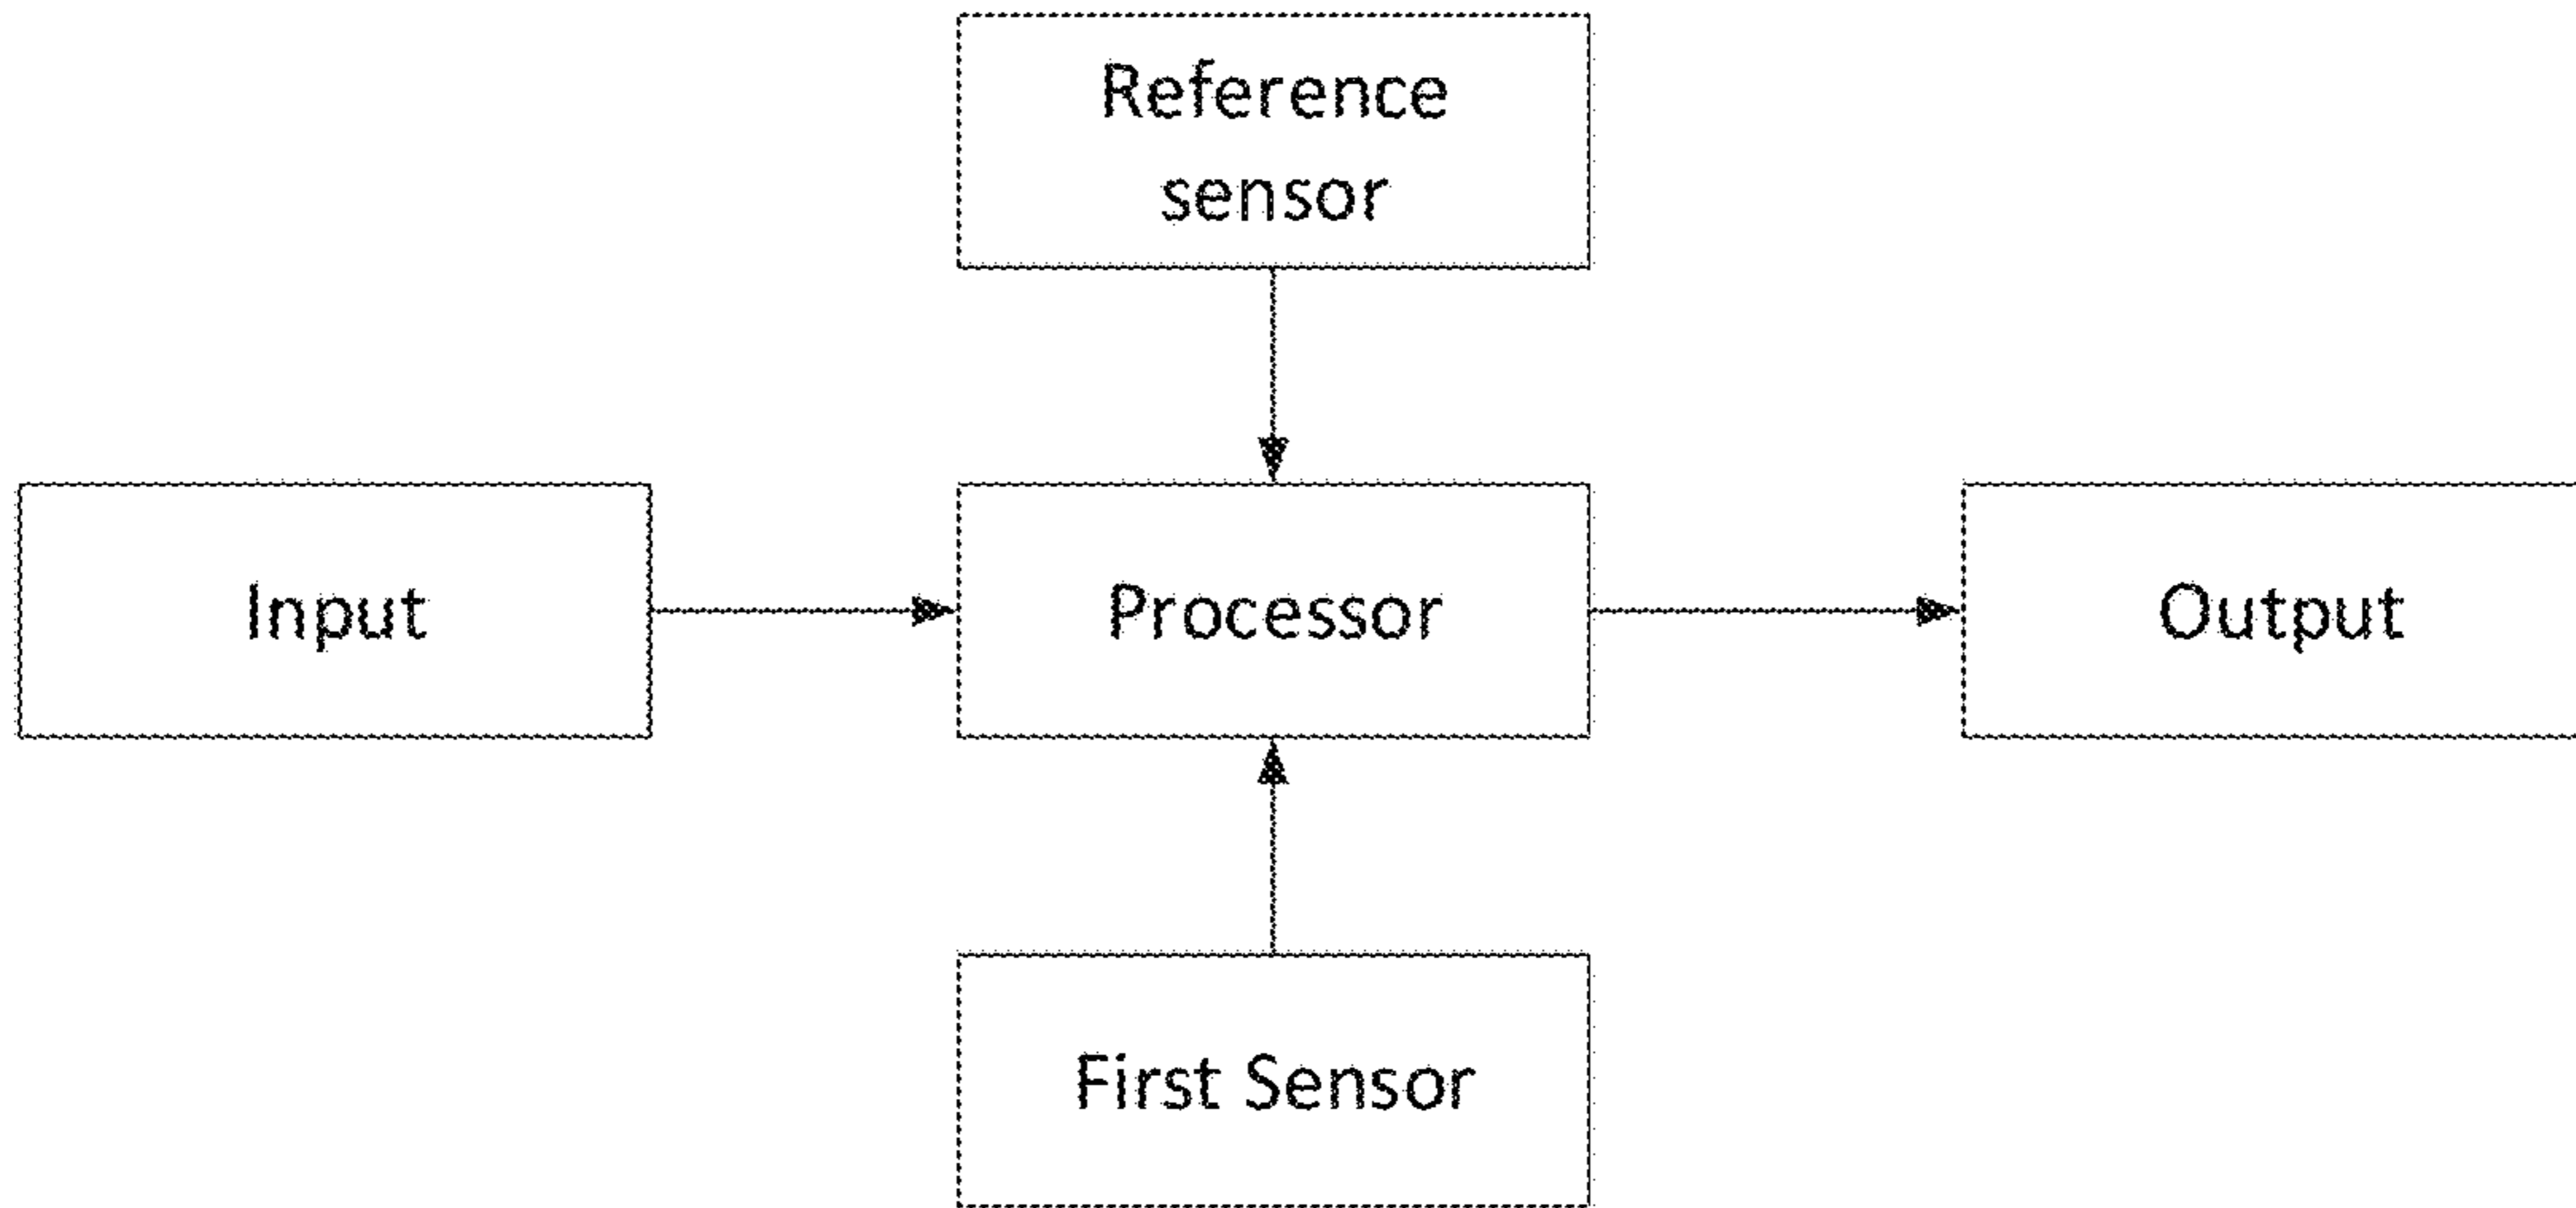 Reference
sensor
Input
Processor
Output
First Sensor